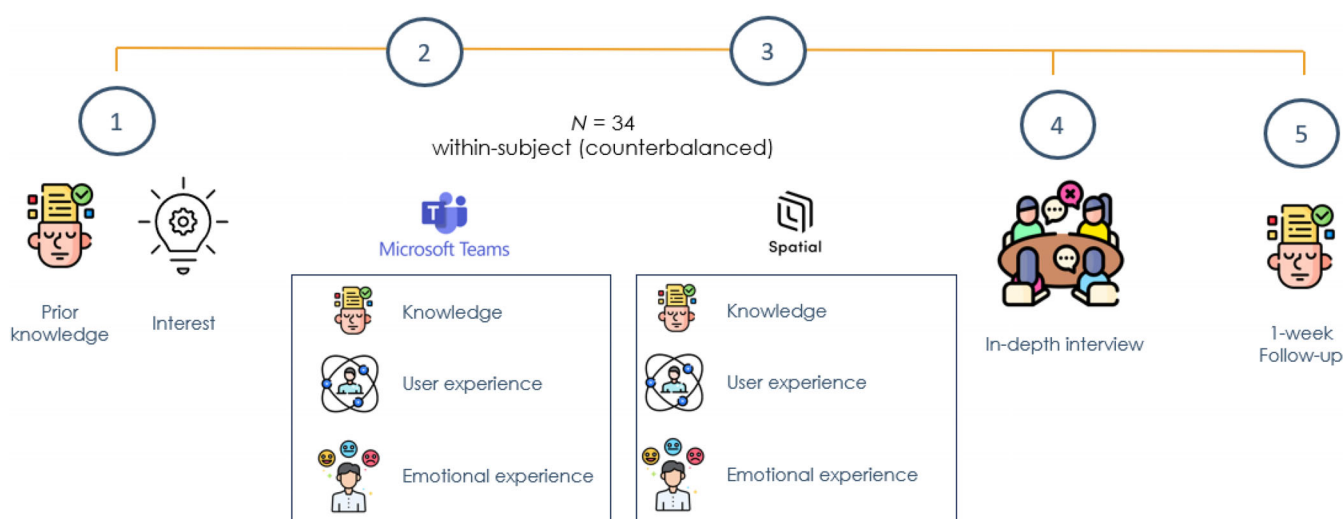 1
2
3
4
5
N = 34
within-subject (counterbalanced)
Prior
knowledge
Interest
T
Microsoft Teams
Knowledge
User experience
Emotional experience
Spatial
Knowledge
User experience
Emotional experience
In-depth interview
1-week
Follow-up